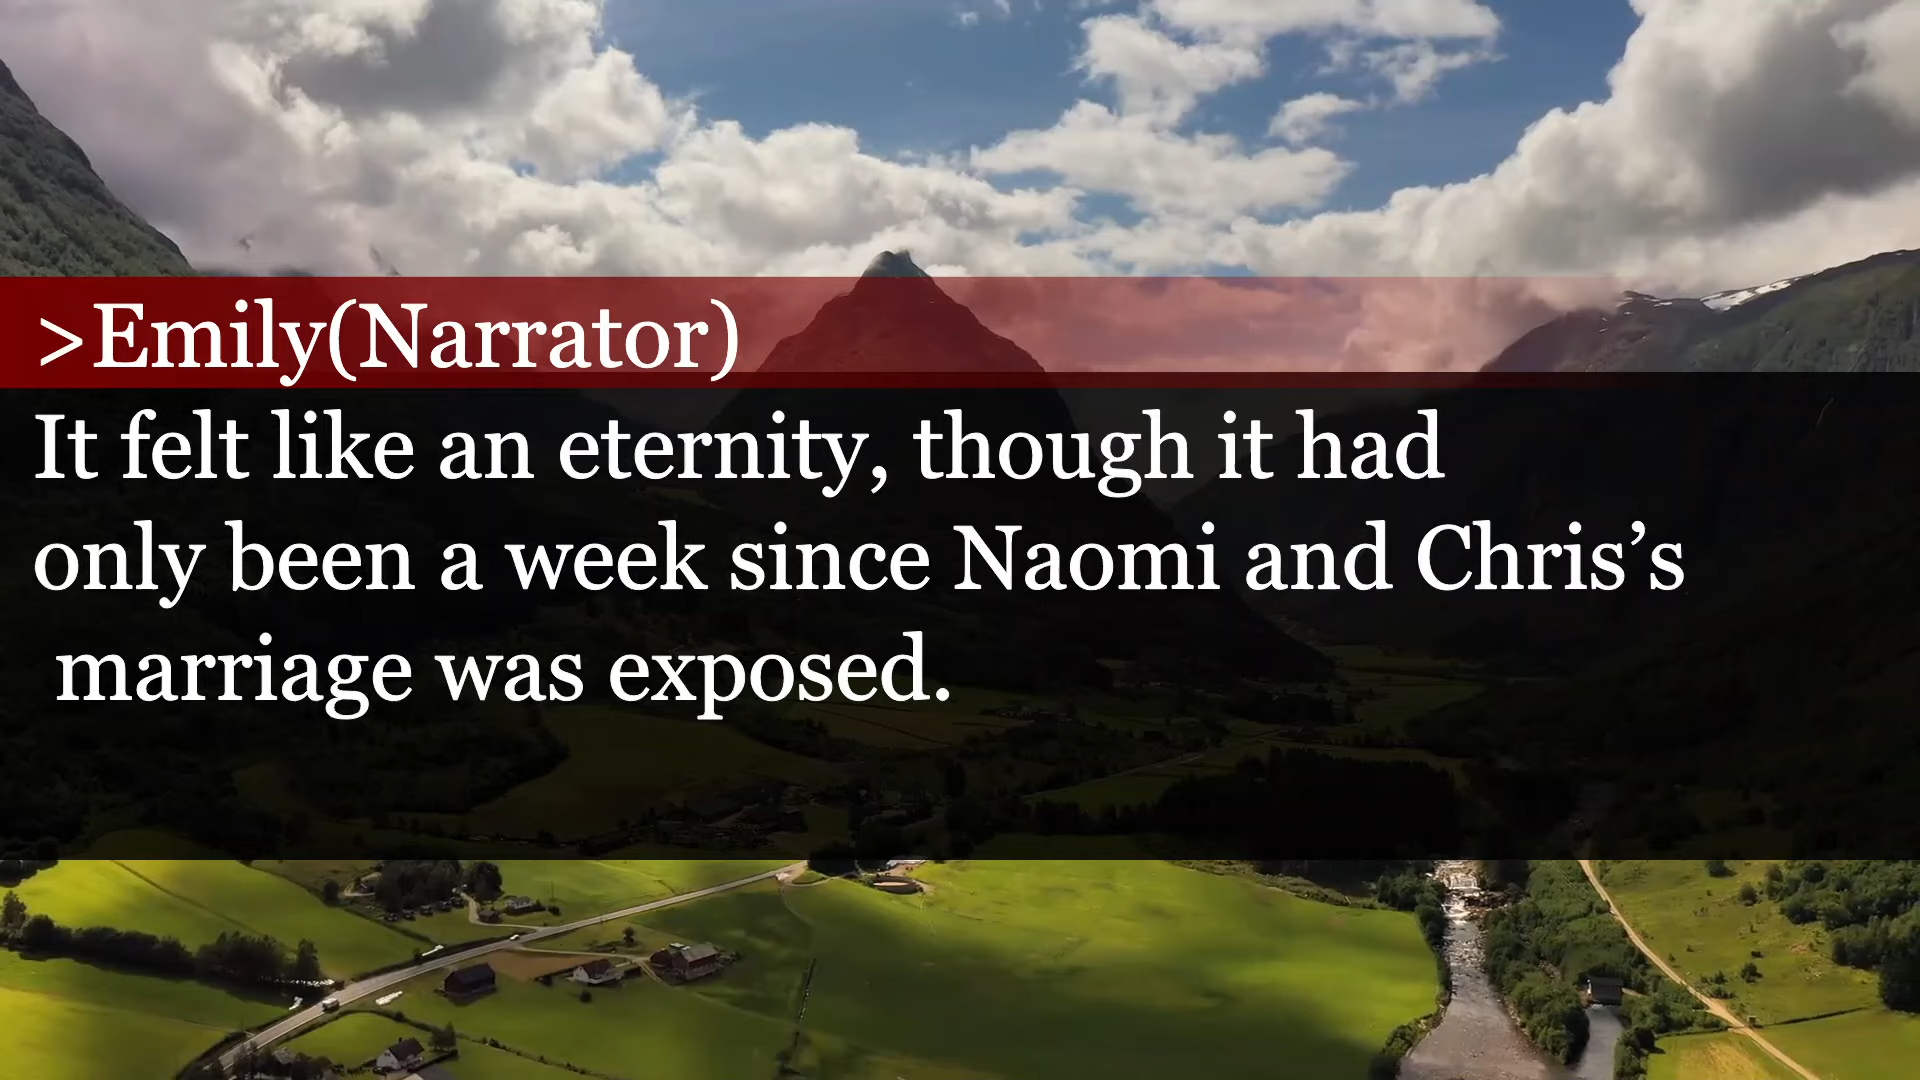 >Emily(Narrator)
It felt like an eternity, though it had
only been a week since Naomi and Chris’s
marriage was exposed.